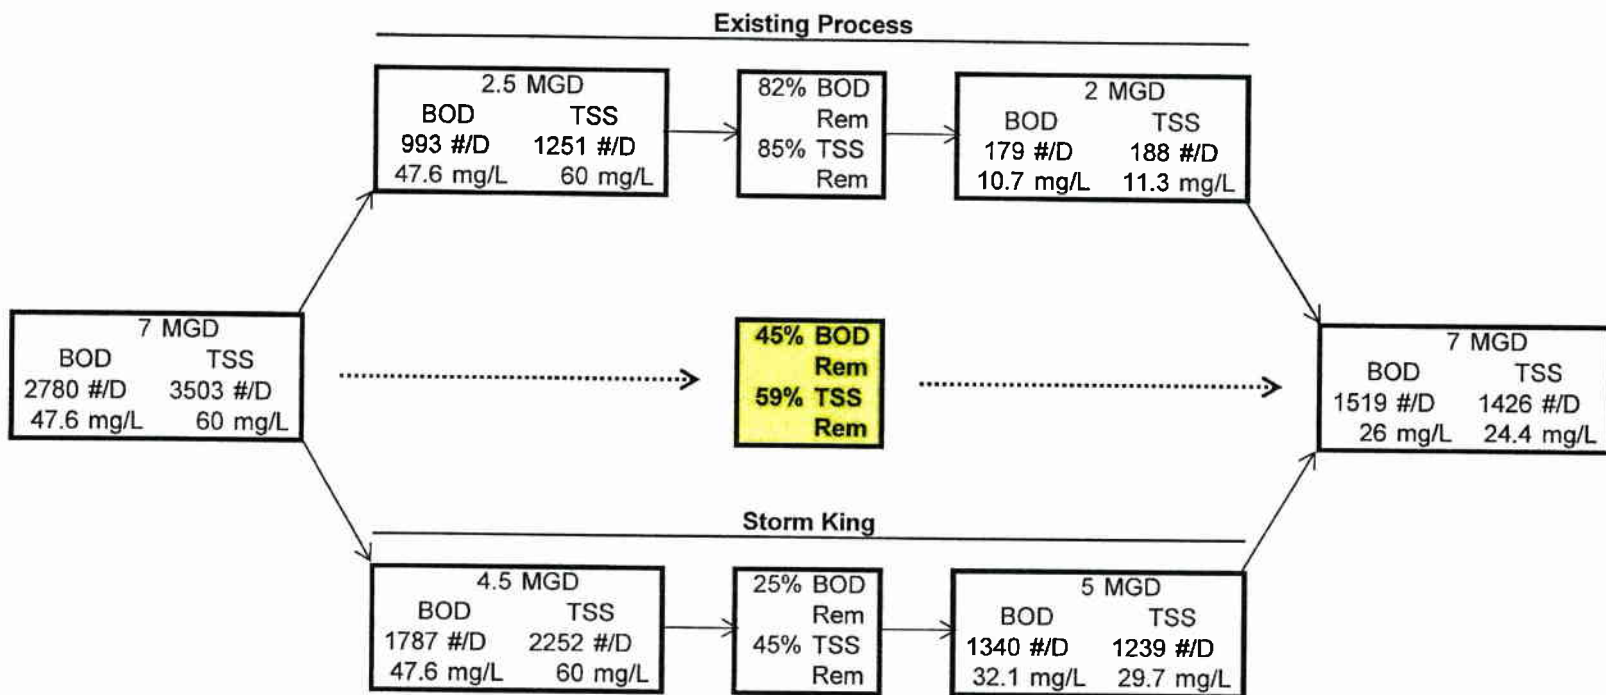 Existing Process
2.5 MGD
BOD TSS
993 #/D 1251 #/D
47.6 mg/L 60 mg/L
82% BOD
Rem
85% TSS
Rem
2 MGD
BOD TSS
179 #/D 188 #/D
10.7 mg/L 11.3 mg/L
7 MGD
BOD TSS
2780 #/D 3503 #/D
47.6 mg/L 60 mg/L
45% BOD
Rem
59% TSS
Rem
7 MGD
BOD TSS
1519 #/D 1426 #/D
26 mg/L 24.4 mg/L
Storm King
4.5 MGD
BOD TSS
1787 #/D 2252 #/D
47.6 mg/L 60 mg/L
25% BOD
Rem
45% TSS
Rem
5 MGD
BOD TSS
1340 #/D 1239 #/D
32.1 mg/L 29.7 mg/L